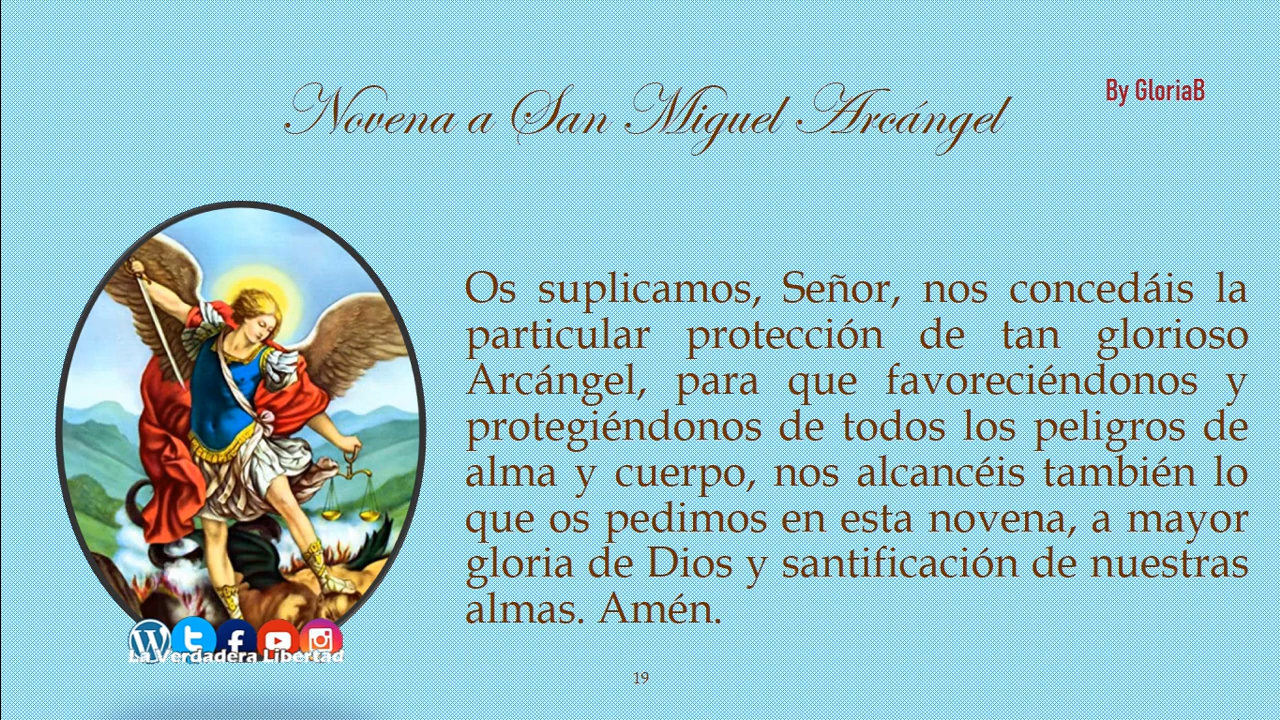 Novena a San Miguel Arcángel
By GloriaB
Os suplicamos, Señor, nos concedáis la
particular protección de tan glorioso
Arcángel, para que favoreciéndonos y
protegiéndonos de todos los peligros de
alma y cuerpo, nos alcancéis también lo
que os pedimos en esta novena, a mayor
gloria de Dios y santificación de nuestras
almas. Amén.
La Verdadera Libertad
19